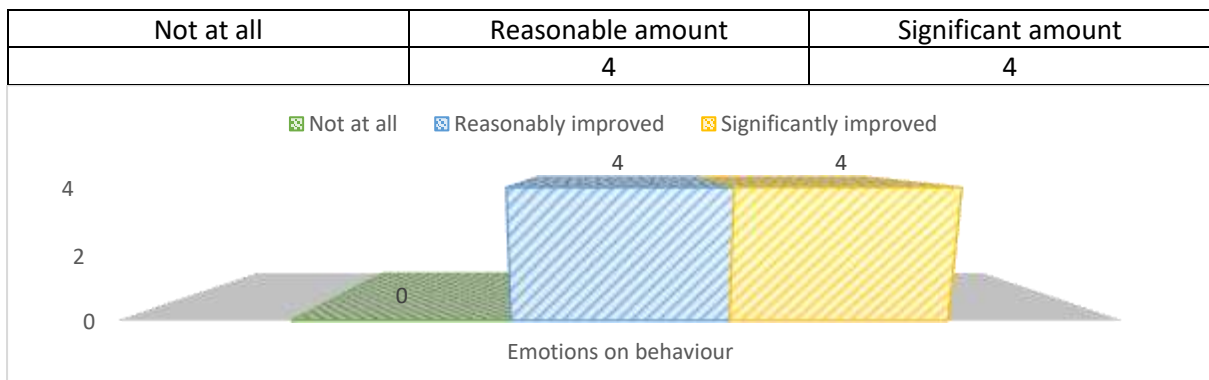 Not at all Reasonable amount Significant amount
4 4
Not at all Reasonably improved Significantly improved
4 4
4
2
0
0
Emotions on behaviour